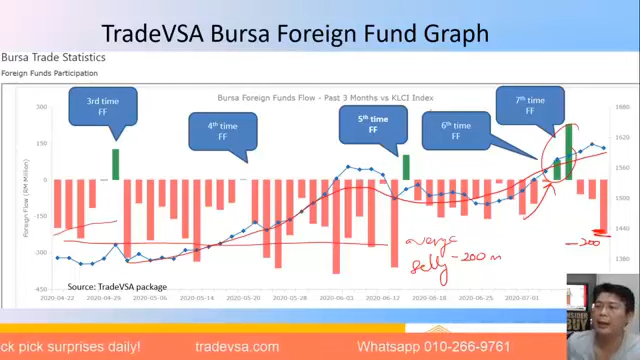 TradeVSA Bursa Foreign Fund Graph
Bursa Trade Statistics
Foreign Funds Participation
Bursa Foreign Funds Flow - Past 3 Months vs KLCI Index
3rd time
FF
4th time
FF
5th time
FF
6th time
FF
7th time
FF
300
150
0
-150
-300
450
Foreign Flow (RM Million)
1680
1620
1560
1500
1440
1380
average
selly -200 m
-200
Source: TradeVSA package
2020-04-22
2020-04-29
2020-05-06
2020-05-14
2020-05-20
2020-05-28
2020-06-04
2020-06-12
2020-06-18
2020-06-25
2020-07-01
ck pick surprises daily!
tradevsa.com
Whatsapp 010-266-9761